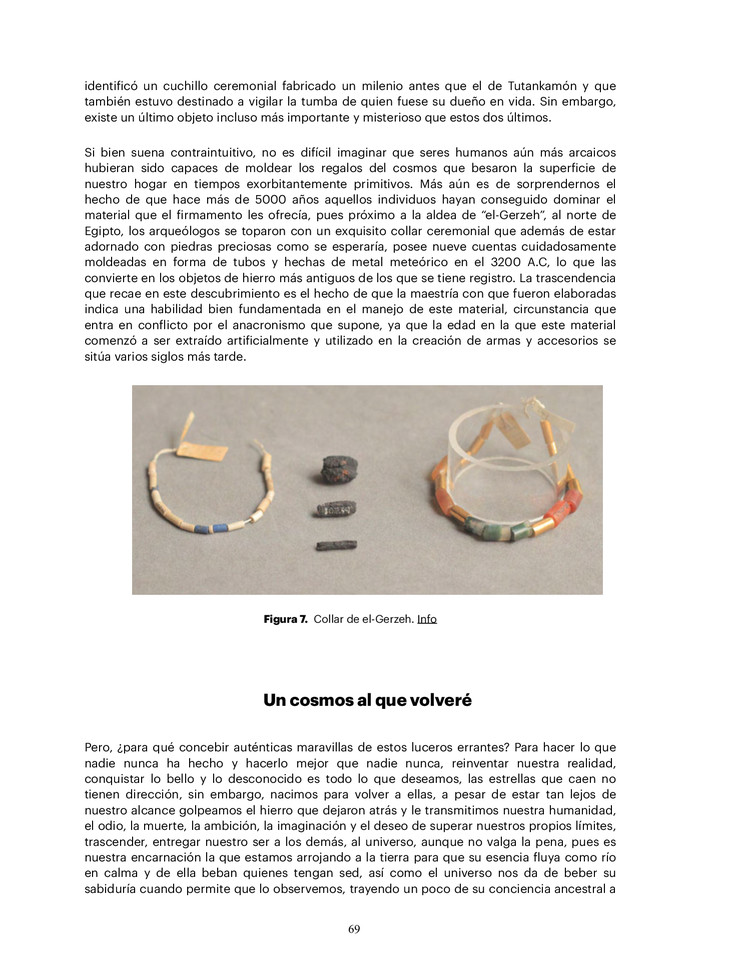 identificó un cuchillo ceremonial fabricado un milenio antes que el de Tutankamón y que
también estuvo destinado a vigilar la tumba de quien fuese su dueño en vida. Sin embargo,
existe un último objeto incluso más importante y misterioso que estos dos últimos.
Si bien suena contraintuitivo, no es difícil imaginar que seres humanos aún más arcaicos
hubieran sido capaces de moldear los regalos del cosmos que besaron la superficie de
nuestro hogar en tiempos exorbitantemente primitivos. Más aún es de sorprendernos el
hecho de que hace más de 5000 años aquellos individuos hayan conseguido dominar el
material que el firmamento les ofrecía, pues próximo a la aldea de “el-Gerzeh”, al norte de
Egipto, los arqueólogos se toparon con un exquisito collar ceremonial que además de estar
adornado con piedras preciosas como se esperaría, posee nueve cuentas cuidadosamente
moldeadas en forma de tubos y hechas de metal meteórico en el 3200 A.C, lo que las
convierte en los objetos de hierro más antiguos de los que se tiene registro. La trascendencia
que recae en este descubrimiento es el hecho de que la maestría con que fueron elaboradas
indica una habilidad bien fundamentada en el manejo de este material, circunstancia que
entra en conflicto por el anacronismo que supone, ya que la edad en la que este material
comenzó a ser extraído artificialmente y utilizado en la creación de armas y accesorios se
sitúa varios siglos más tarde.
Figura 7. Collar de el-Gerzeh. Info
Un cosmos al que volveré
Pero, ¿para qué concebir auténticas maravillas de estos luceros errantes? Para hacer lo que
nadie nunca ha hecho y hacerlo mejor que nadie nunca, reinventar nuestra realidad,
conquistar lo bello y lo desconocido es todo lo que deseamos, las estrellas que caen no
tienen dirección, sin embargo, nacimos para volver a ellas, a pesar de estar tan lejos de
nuestro alcance golpeamos el hierro que dejaron atrás y le transmitimos nuestra humanidad,
el odio, la muerte, la ambición, la imaginación y el deseo de superar nuestros propios límites,
trascender, entregar nuestro ser a los demás, al universo, aunque no valga la pena, pues es
nuestra encarnación la que estamos arrojando a la tierra para que su esencia fluya como río
en calma y de ella beban quienes tengan sed, así como el universo nos da de beber su
sabiduría cuando permite que lo observemos, trayendo un poco de su conciencia ancestral a
69